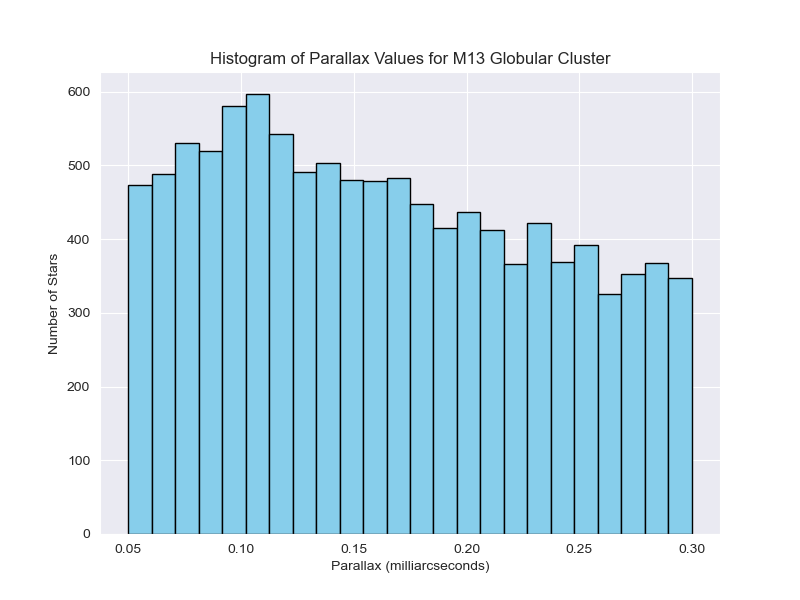 Histogram of Parallax Values for M13 Globular Cluster
600
500
400
300
200
100
0
Number of Stars
0.05 0.10 0.15 0.20 0.25 0.30
Parallax (milliarcseconds)